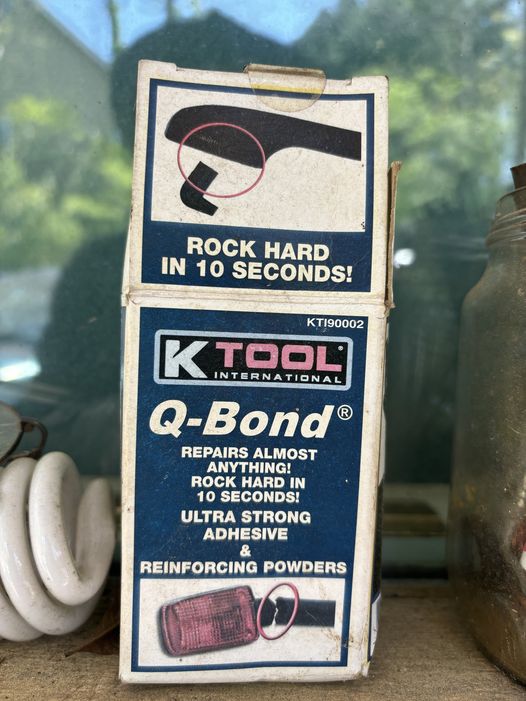 ROCK HARD
IN 10 SECONDS!
KTI90002
K TOOL®
INTERNATIONAL
Q-Bond®
REPAIRS ALMOST
ANYTHING!
ROCK HARD IN
10 SECONDS!
ULTRA STRONG
ADHESIVE
&
REINFORCING POWDERS